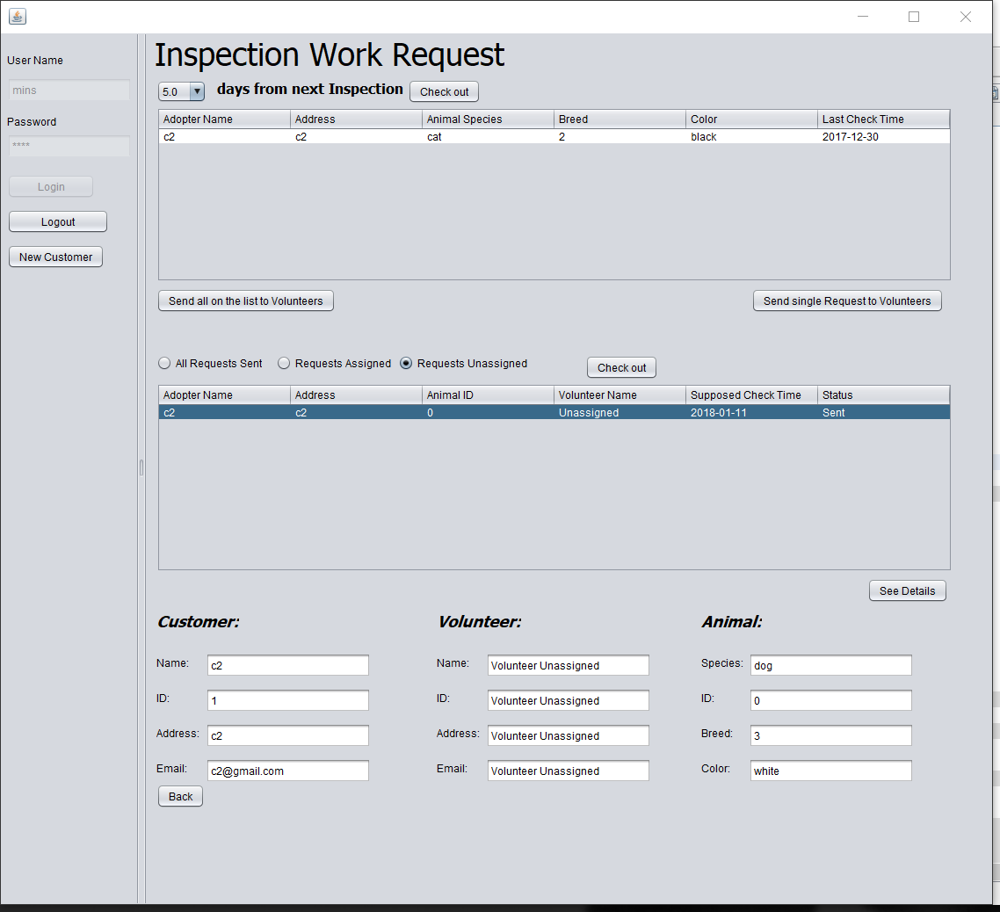 Inspection Work Request
User Name
mins
Password
****
Login
Logout
New Customer
5.0 days from next Inspection Check out
Adopter Name Address Animal Species Breed Color Last Check Time
c2 c2 cat 2 black 2017-12-30
Send all on the list to Volunteers Send single Request to Volunteers
All Requests Sent Requests Assigned Requests Unassigned Check out
Adopter Name Address Animal ID Volunteer Name Supposed Check Time Status
c2 c2 0 Unassigned 2018-01-11 Sent
See Details
Customer: Volunteer: Animal:
Name: c2 Name: Volunteer Unassigned Species: dog
ID: 1 ID: Volunteer Unassigned ID: 0
Address: c2 Address: Volunteer Unassigned Breed: 3
Email: c2@gmail.com Email: Volunteer Unassigned Color: white
Back